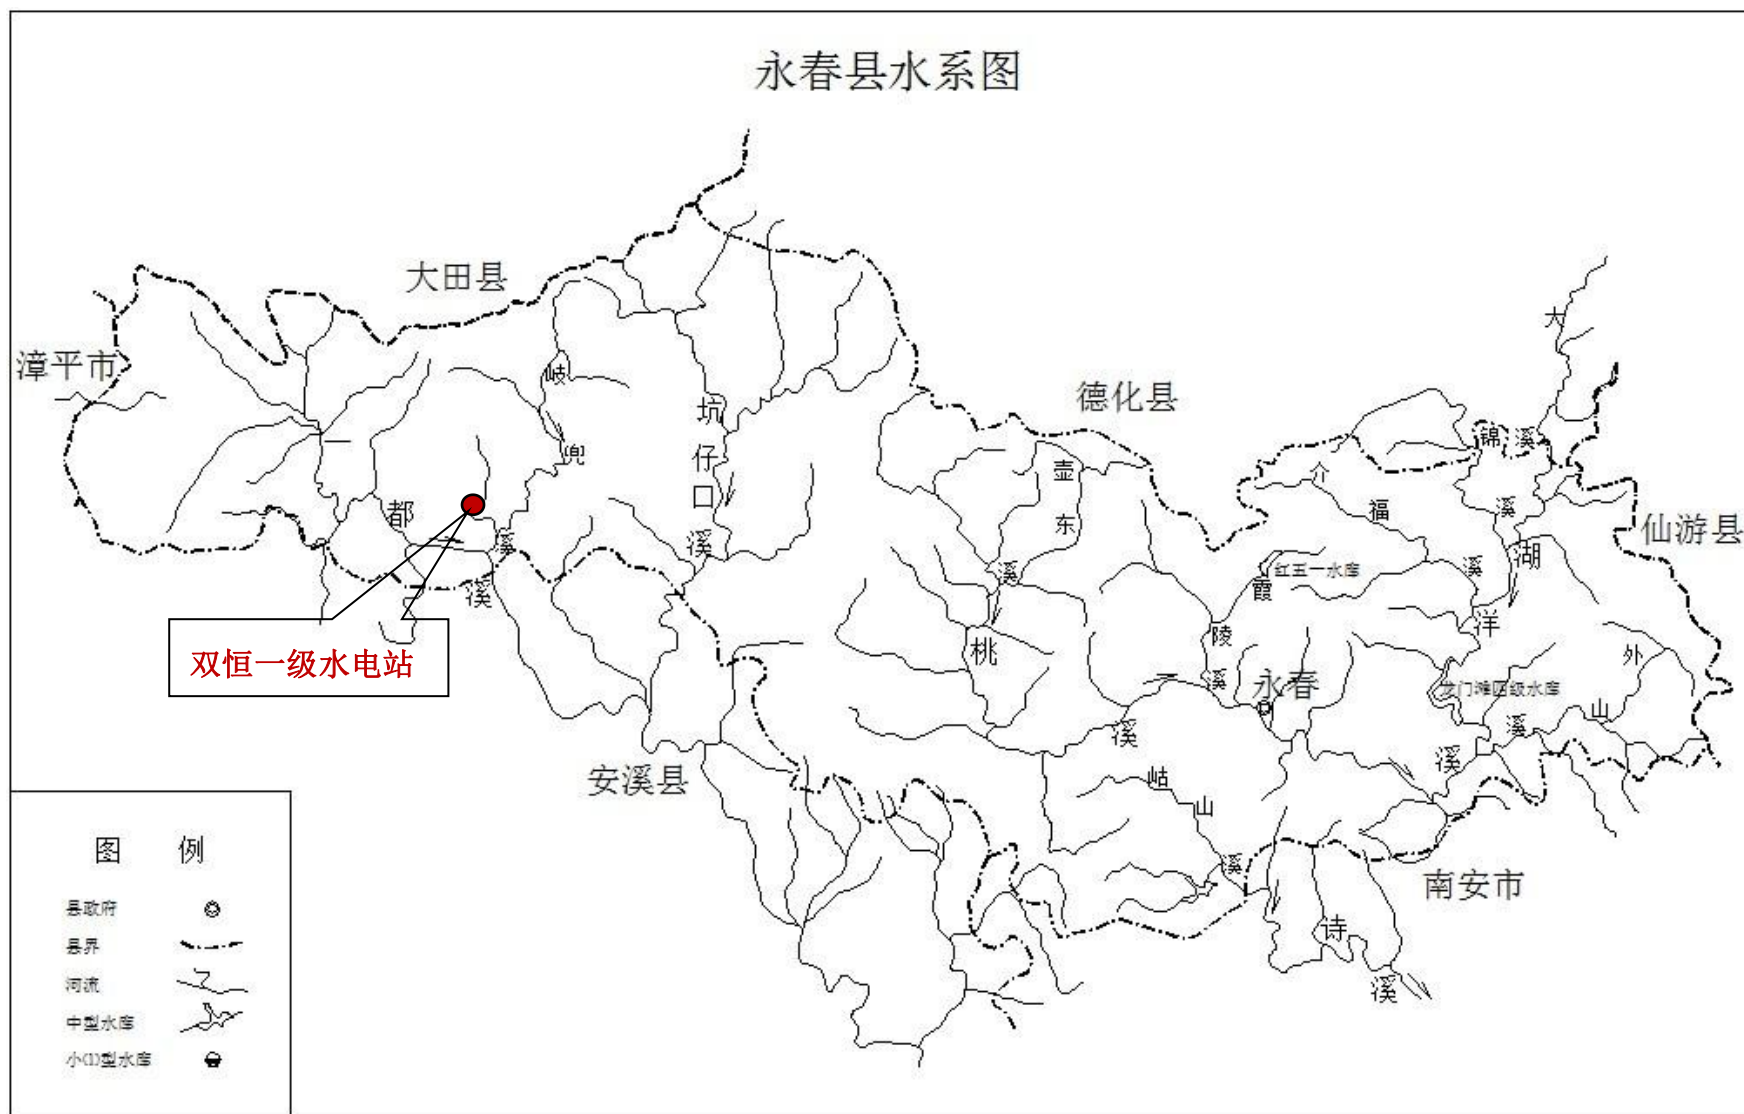 永春县水系图
大田县
漳平市
德化县
仙游县
安溪县
南安市
永春
一都溪
岐兜溪
坑仔口溪
壶东溪
桃溪
介福溪
霞陵溪
锦溪
大
溪
湖洋溪
外山溪
岵山溪
诗溪
一
红五一水库
龙门滩四级水库
双恒一级水电站
图 例
县政府
县界
河流
中型水库
小(1)型水库